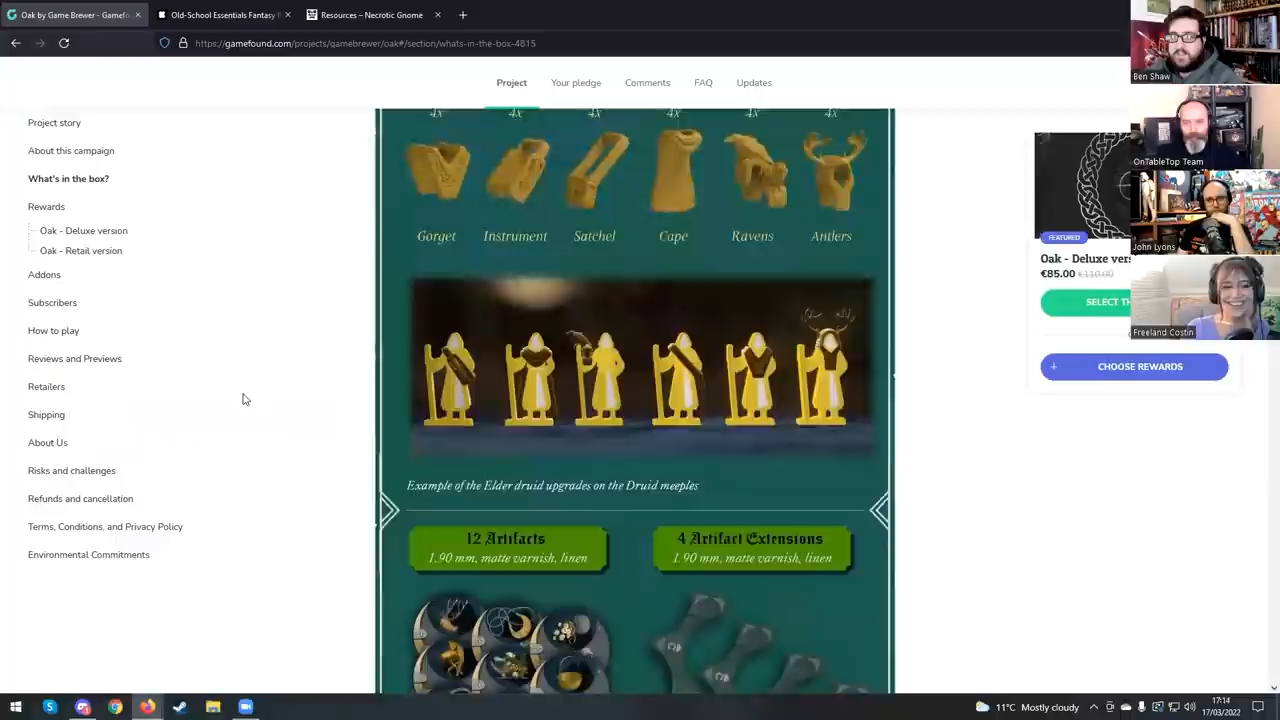 Oak by Game Brewer - Gamefo
Old-School Essentials Fantasy
Resources – Necrotic Gnome
https://gamefound.com/projects/gamebrewer/oak#/section/whats-in-the-box-4815
Project
Your pledge
Comments
FAQ
Updates
Project story
About this campaign
What's in the box?
Rewards
Oak - Deluxe version
Oak - Retail version
Addons
Subscribers
How to play
Reviews and Previews
Retailers
Shipping
About Us
Risks and challenges
Refunds and cancellation
Terms, Conditions, and Privacy Policy
Environmental Commitments
4x 4x 4x 4x 4x 4x
Gorget Instrument Satchel Cape Ravens Antlers
Example of the Elder druid upgrades on the Druid meeples
12 Artifacts
1.90 mm, matte varnish, linen
4 Artifact Extensions
1.90 mm, matte varnish, linen
FEATURED
Oak - Deluxe vers
€85.00 €110.00
SELECT TH
+ CHOOSE REWARDS
Ben Shaw
OnTableTop Team
John Lyons
Freeland Costin
11°C Mostly cloudy
17:14
17/03/2022